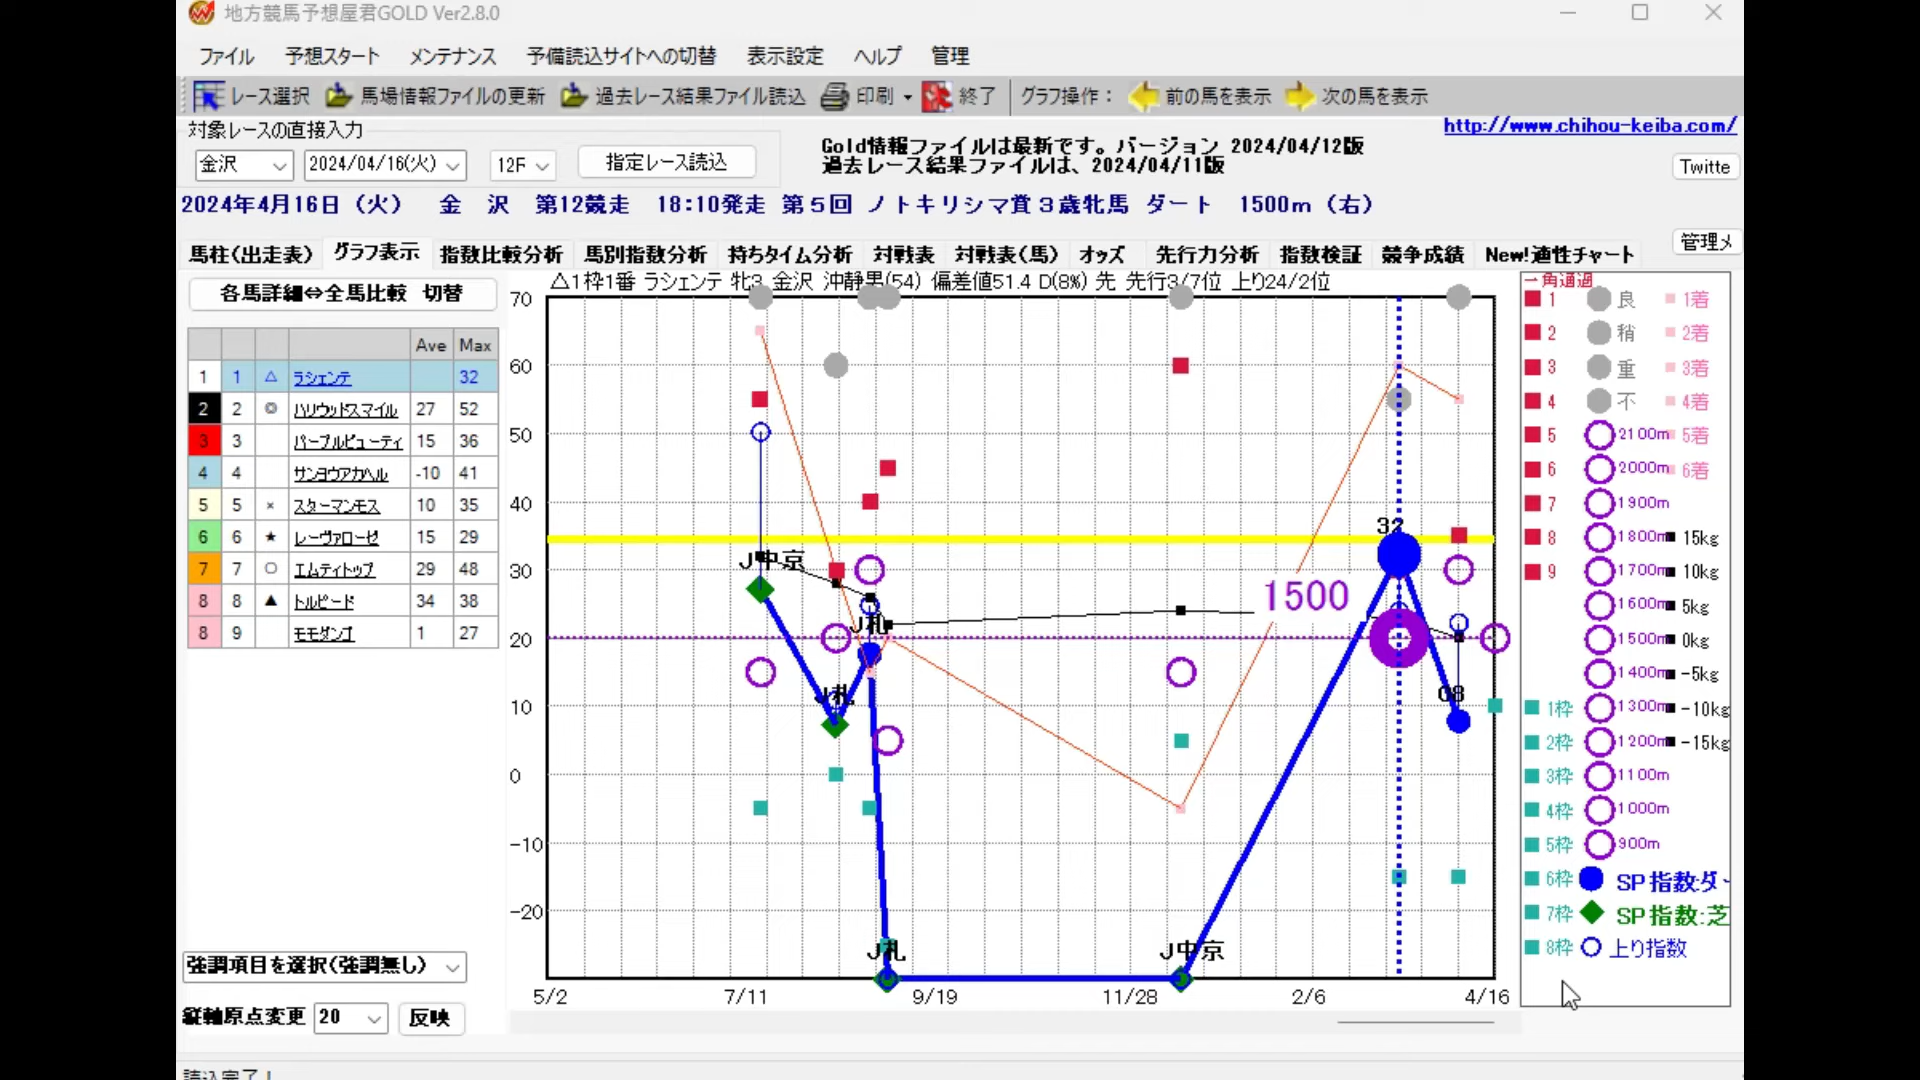 地方競馬予想屋君GOLD Ver2.8.0
ファイル 予想スタート メンテナンス 予備読込サイトへの切替 表示設定 ヘルプ 管理
レース選択 馬場情報ファイルの更新 過去レース結果ファイル読込 印刷 終了 グラフ操作： 前の馬を表示 次の馬を表示
対象レースの直接入力
http://www.chihou-keiba.com/
金沢 2024/04/16(火) 12R 指定レース読込
Gold情報ファイルは最新です。バージョン 2024/04/12版
過去レース結果ファイルは、2024/04/11版
Twitte
2024年4月16日（火） 金 沢 第12競走 18:10発走 第５回 ノトキリシマ賞３歳牝馬 ダート 1500m（右）
管理メ
馬柱(出走表) グラフ表示 指数比較分析 馬別指数分析 持ちタイム分析 対戦表 対戦表(馬) オッズ 先行力分析 指数検証 競争成績 New!適性チャート
各馬詳細⇔全馬比較 切替
△1枠1番 ラシェンテ 牝3 金沢 沖静男(54) 偏差値51.4 D(8%) 先 先行3/7位 上り24/2位
Ave Max
1 1 △ ラシェンテ 32
2 2 ◎ ハリウッドスマイル 27 52
3 3 パープルビューティ 15 36
4 4 サンヨウアカヘル -10 41
5 5 × スターマンモス 10 35
6 6 ★ レーヴァローゼ 15 29
7 7 ○ エムティトップ 29 48
8 8 ▲ トルピード 34 38
8 9 モモダンゴ 1 27
70
60
50
40
30
20
10
0
-10
-20
J中京
J札
J札
J札
J中京
1500
32
08
5/2 7/11 9/19 11/28 2/6 4/16
一角通過
1 良 1着
2 稍 2着
3 重 3着
4 不 4着
5 2100m 5着
6 2000m 6着
7 1900m
8 1800m 15kg
9 1700m 10kg
1600m 5kg
1500m 0kg
1400m -5kg
1枠 1300m -10kg
2枠 1200m -15kg
3枠 1100m
4枠 1000m
5枠 900m
6枠 SP指数:ダ-
7枠 SP指数:芝
8枠 上り指数
強調項目を選択(強調無し)
縦軸原点変更 20 反映
読込完了！